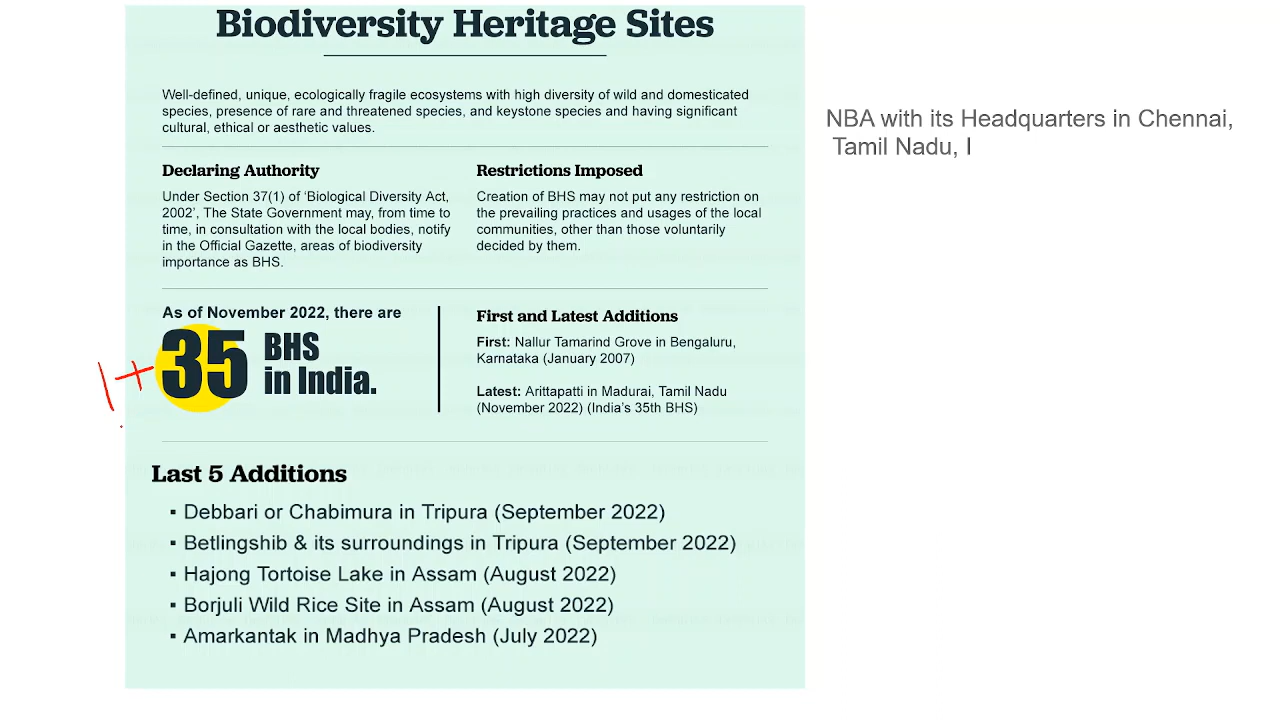 Biodiversity Heritage Sites
Well-defined, unique, ecologically fragile ecosystems with high diversity of wild and domesticated
species, presence of rare and threatened species, and keystone species and having significant
cultural, ethical or aesthetic values.
Declaring Authority
Under Section 37(1) of ‘Biological Diversity Act,
2002’, The State Government may, from time to
time, in consultation with the local bodies, notify
in the Official Gazette, areas of biodiversity
importance as BHS.
Restrictions Imposed
Creation of BHS may not put any restriction on
the prevailing practices and usages of the local
communities, other than those voluntarily
decided by them.
As of November 2022, there are
1+
35
BHS
in India.
First and Latest Additions
First: Nallur Tamarind Grove in Bengaluru,
Karnataka (January 2007)
Latest: Arittapatti in Madurai, Tamil Nadu
(November 2022) (India’s 35th BHS)
Last 5 Additions
▪ Debbari or Chabimura in Tripura (September 2022)
▪ Betlingshib & its surroundings in Tripura (September 2022)
▪ Hajong Tortoise Lake in Assam (August 2022)
▪ Borjuli Wild Rice Site in Assam (August 2022)
▪ Amarkantak in Madhya Pradesh (July 2022)
NBA with its Headquarters in Chennai,
Tamil Nadu, I